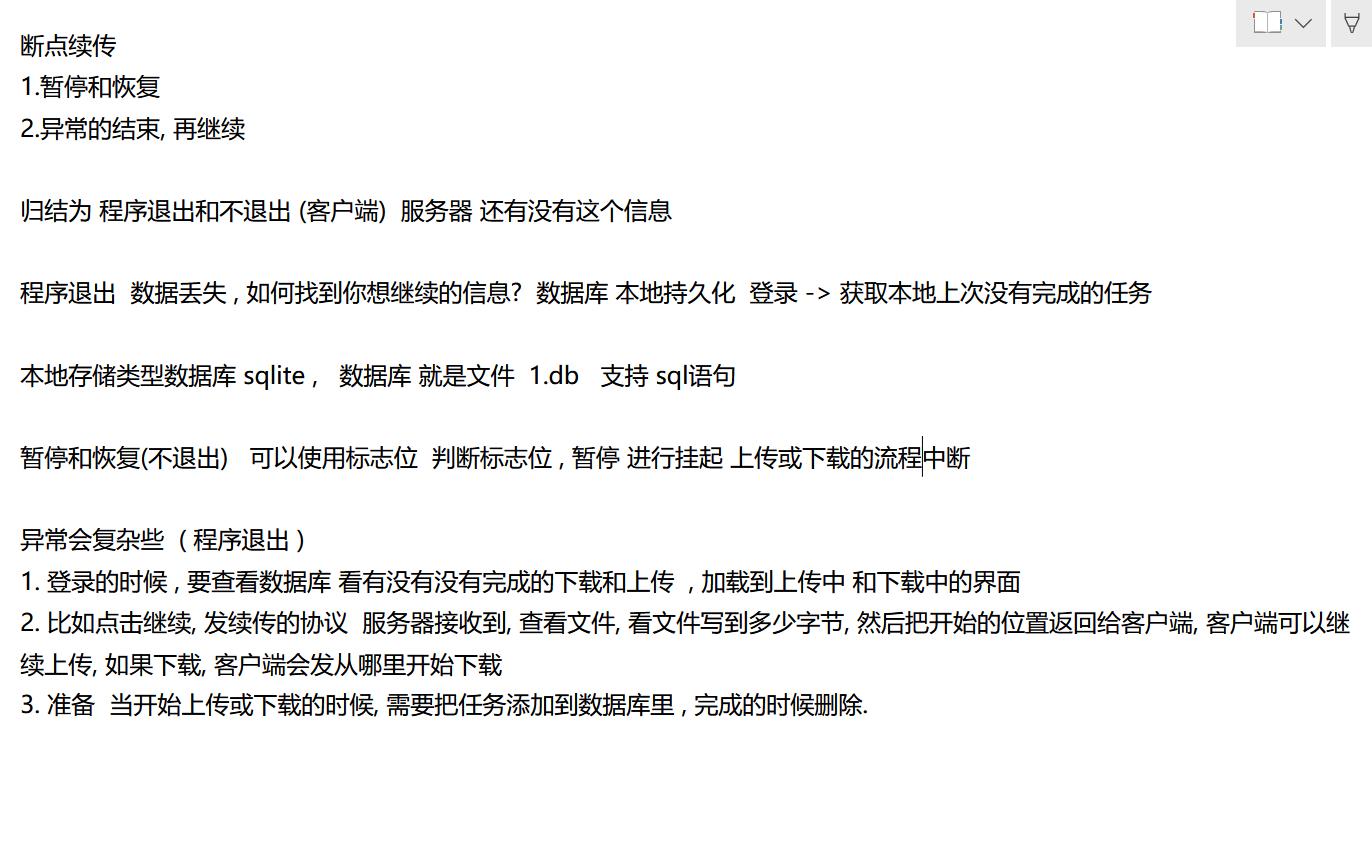 断点续传
1.暂停和恢复
2.异常的结束, 再继续
归结为 程序退出和不退出 (客户端)  服务器 还有没有这个信息
程序退出  数据丢失 , 如何找到你想继续的信息?  数据库 本地持久化  登录 -> 获取本地上次没有完成的任务
本地存储类型数据库 sqlite ,   数据库 就是文件  1.db   支持 sql语句
暂停和恢复(不退出)   可以使用标志位  判断标志位 , 暂停 进行挂起 上传或下载的流程中断
异常会复杂些  ( 程序退出 )
1. 登录的时候 , 要查看数据库 看有没有没有完成的下载和上传  , 加载到上传中 和下载中的界面
2. 比如点击继续, 发续传的协议  服务器接收到, 查看文件, 看文件写到多少字节, 然后把开始的位置返回给客户端, 客户端可以继
续上传, 如果下载, 客户端会发从哪里开始下载
3. 准备  当开始上传或下载的时候, 需要把任务添加到数据库里 , 完成的时候删除.